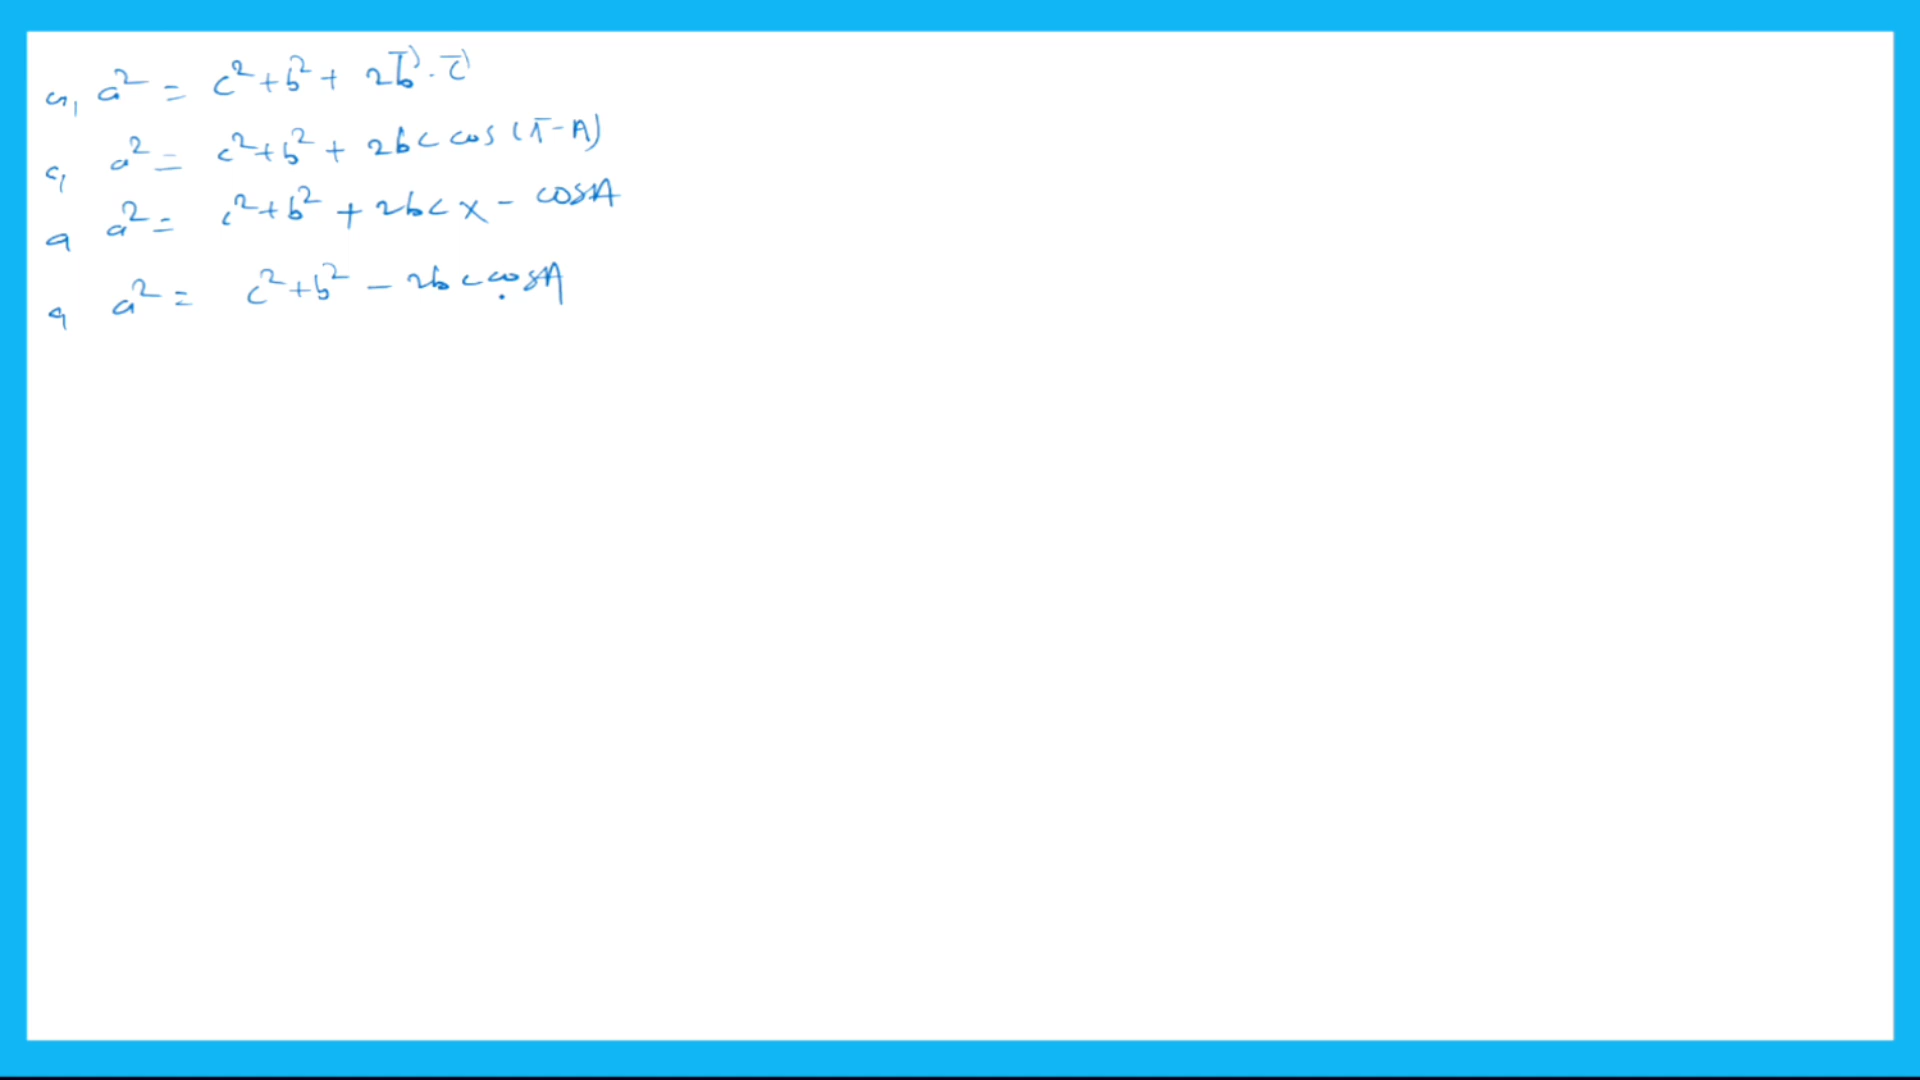 a, a² = c² + b² + 2b⃗ · c⃗
a² = c² + b² + 2bc cos (π - A)
a² = c² + b² + 2bc x - cosA
a² = c² + b² - 2bc cosA